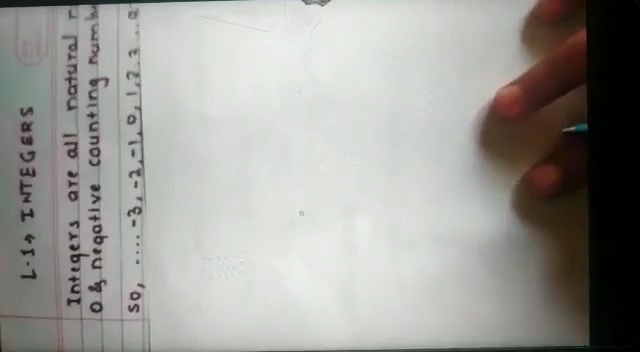 L-1→ INTEGERS
Integers are all natural
0 & negative counting
So, .... -3, -2, -1, 0, 1, 2, 3 ...